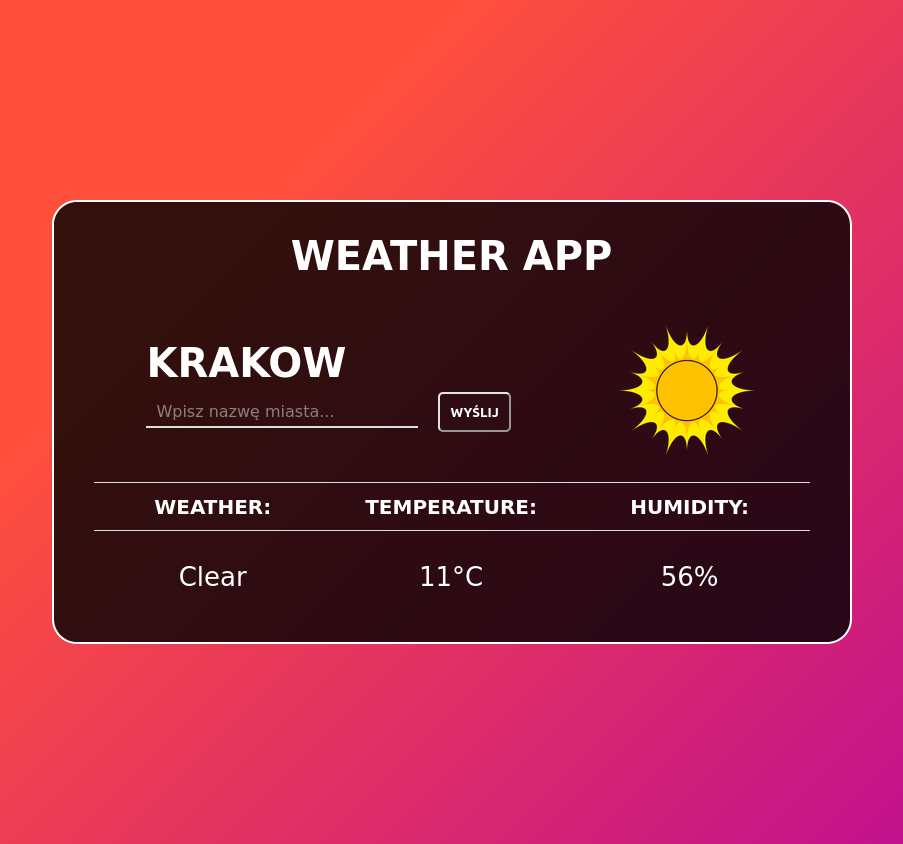 WEATHER APP
KRAKOW
Wpisz nazwę miasta...
WYŚLIJ
WEATHER: TEMPERATURE: HUMIDITY:
Clear 11°C 56%